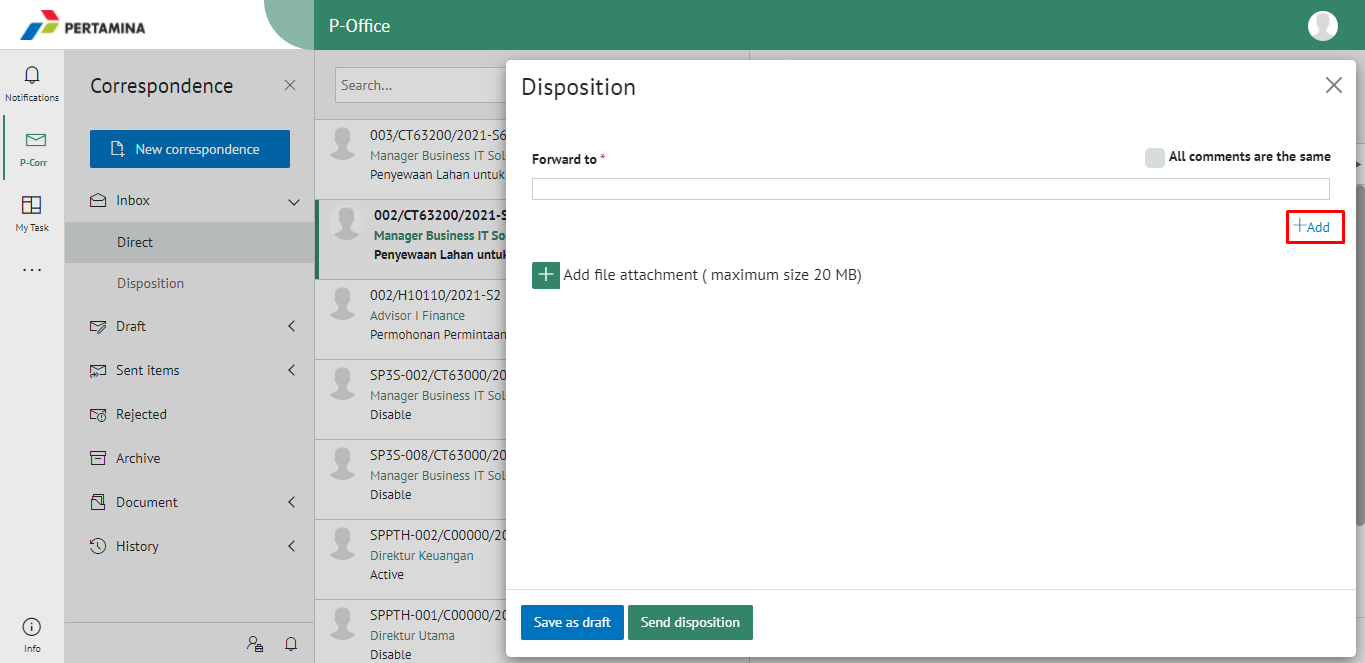 PERTAMINA
P-Office
Notifications
P-Corr
My Task
Info
Correspondence
New correspondence
Inbox
Direct
Disposition
Draft
Sent items
Rejected
Archive
Document
History
Search...
003/CT63200/2021-S6
Manager Business IT Sol
Penyewaan Lahan untuk
002/CT63200/2021-S
Manager Business IT So
Penyewaan Lahan untuk
002/H10110/2021-S2
Advisor I Finance
Permohonan Permintaan
SP3S-002/CT63000/20
Manager Business IT Sol
Disable
SP3S-008/CT63000/20
Manager Business IT Sol
Disable
SPPTH-002/C00000/20
Direktur Keuangan
Active
SPPTH-001/C00000/20
Direktur Utama
Disable
Disposition
Forward to *
All comments are the same
+Add
Add file attachment ( maximum size 20 MB)
Save as draft
Send disposition